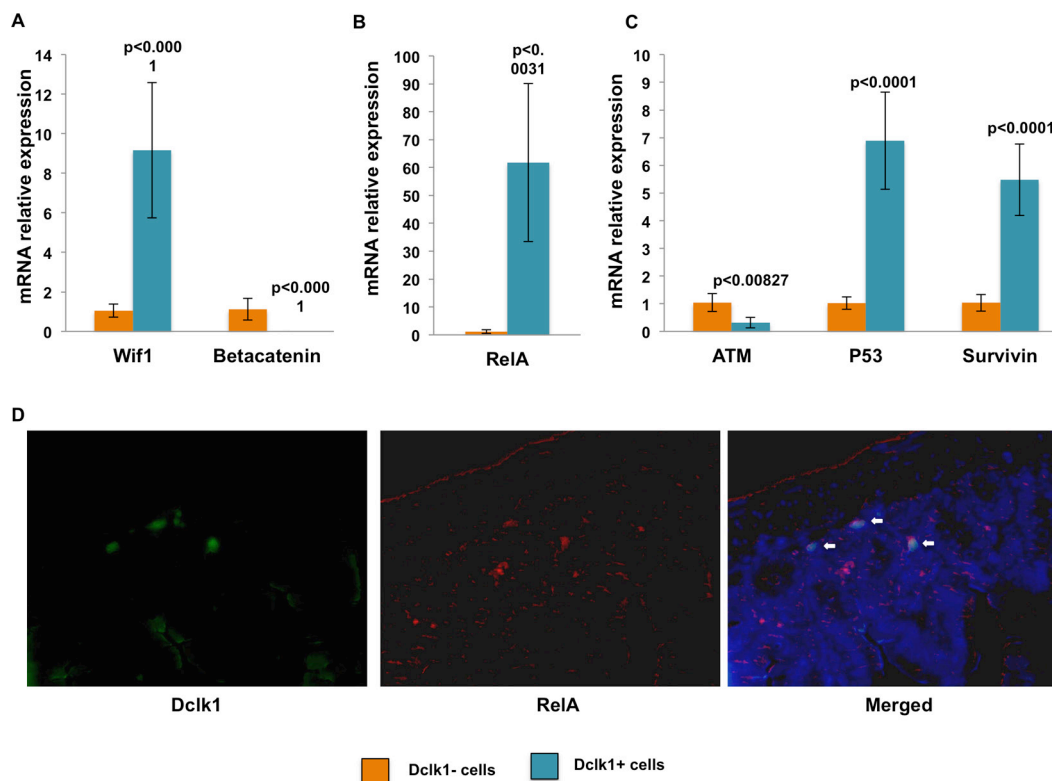 A
mRNA relative expression
14
12
10
8
6
4
2
0
p<0.000
1
p<0.000
1
Wif1 Betacatenin
B
mRNA relative expression
100
90
80
70
60
50
40
30
20
10
0
p<0.
0031
RelA
C
mRNA relative expression
10
9
8
7
6
5
4
3
2
1
0
p<0.00827
p<0.0001
p<0.0001
ATM P53 Survivin
D
Dclk1 RelA Merged
Dclk1- cells Dclk1+ cells